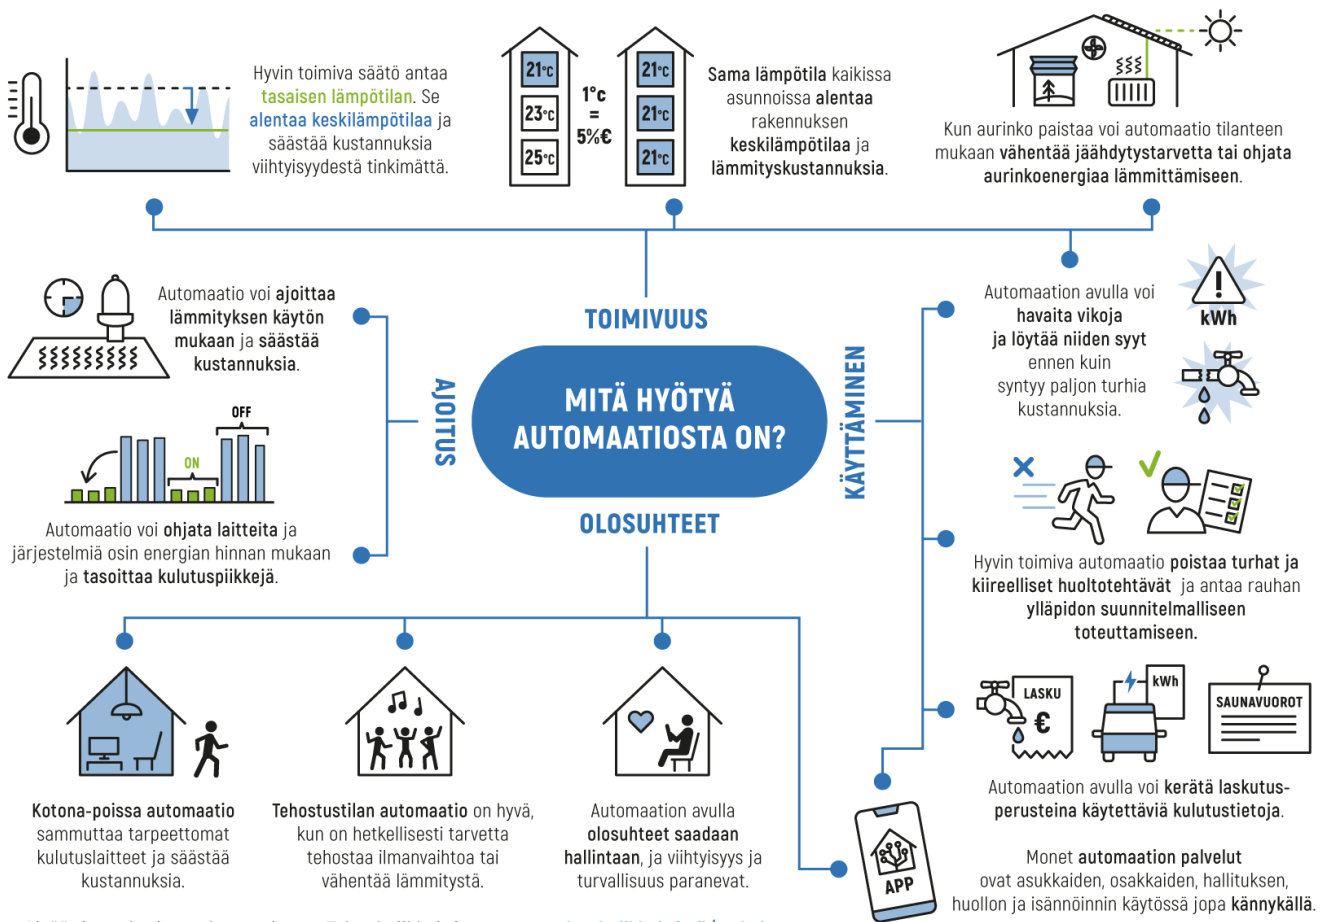 Hyvin toimiva säätö antaa
tasaisen lämpötilan. Se
alentaa keskilämpötilaa ja
säästää kustannuksia
viihtyisyydestä tinkimättä.
21°C
23°C
25°C
1°c
=
5%€
21°C
21°C
21°C
Sama lämpötila kaikissa
asunnoissa alentaa
rakennuksen
keskilämpötilaa ja
lämmityskustannuksia.
Kun aurinko paistaa voi automaatio tilanteen
mukaan vähentää jäähdytystarvetta tai ohjata
aurinkoenergiaa lämmittämiseen.
TOIMIVUUS
MITÄ HYÖTYÄ
AUTOMAATIOSTA ON?
AJOITUS
KÄYTTÄMINEN
OLOSUHTEET
Automaatio voi ajoittaa
lämmityksen käytön
mukaan ja säästää
kustannuksia.
OFF
ON
Automaatio voi ohjata laitteita ja
järjestelmiä osin energian hinnan mukaan
ja tasoittaa kulutuspiikkejä.
Automaation avulla voi
havaita vikoja
ja löytää niiden syyt
ennen kuin
syntyy paljon turhia
kustannuksia.
kWh
Hyvin toimiva automaatio poistaa turhat ja
kiireelliset huoltotehtävät ja antaa rauhan
ylläpidon suunnitelmalliseen
toteuttamiseen.
LASKU
€
kWh
SAUNAVUOROT
Automaation avulla voi kerätä laskutus-
perusteina käytettäviä kulutustietoja.
Kotona-poissa automaatio
sammuttaa tarpeettomat
kulutuslaitteet ja säästää
kustannuksia.
Tehostustilan automaatio on hyvä,
kun on hetkellisesti tarvetta
tehostaa ilmanvaihtoa tai
vähentää lämmitystä.
Automaation avulla
olosuhteet saadaan
hallintaan, ja viihtyisyys ja
turvallisuus paranevat.
APP
Monet automaation palvelut
ovat asukkaiden, osakkaiden, hallituksen,
huollon ja isännöinnin käytössä jopa kännykällä.